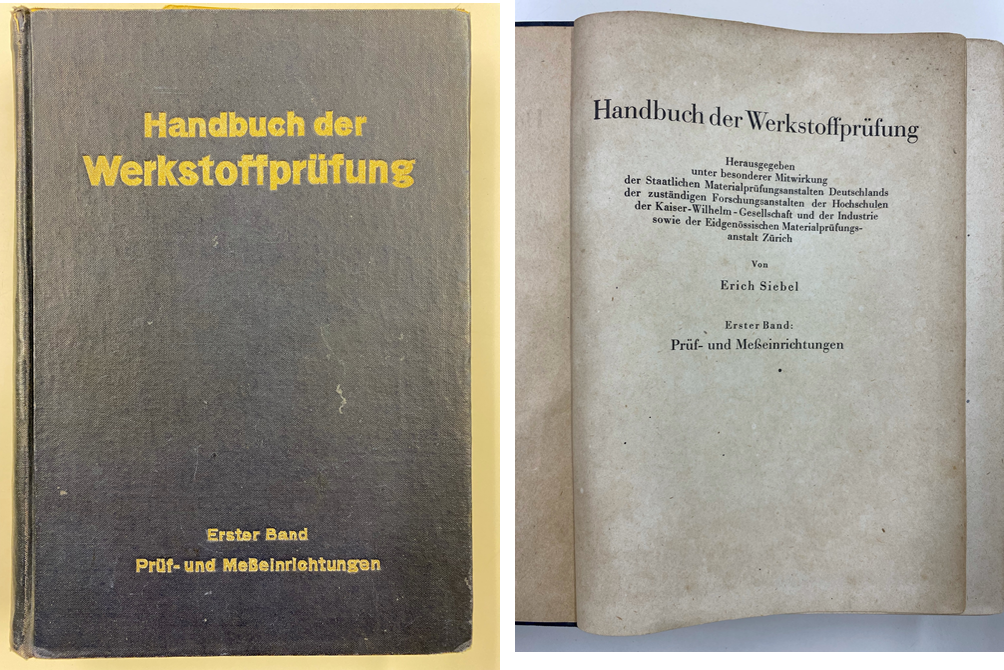 Handbuch der
Werkstoffprüfung
Erster Band
Prüf- und Meßeinrichtungen
Handbuch der Werkstoffprüfung
Herausgegeben
unter besonderer Mitwirkung
der Staatlichen Materialprüfungsanstalten Deutschlands
der zuständigen Forschungsanstalten der Hochschulen
der Kaiser-Wilhelm-Gesellschaft und der Industrie
sowie der Eidgenössischen Materialprüfungs-
anstalt Zürich
Von
Erich Siebel
Erster Band:
Prüf- und Meßeinrichtungen